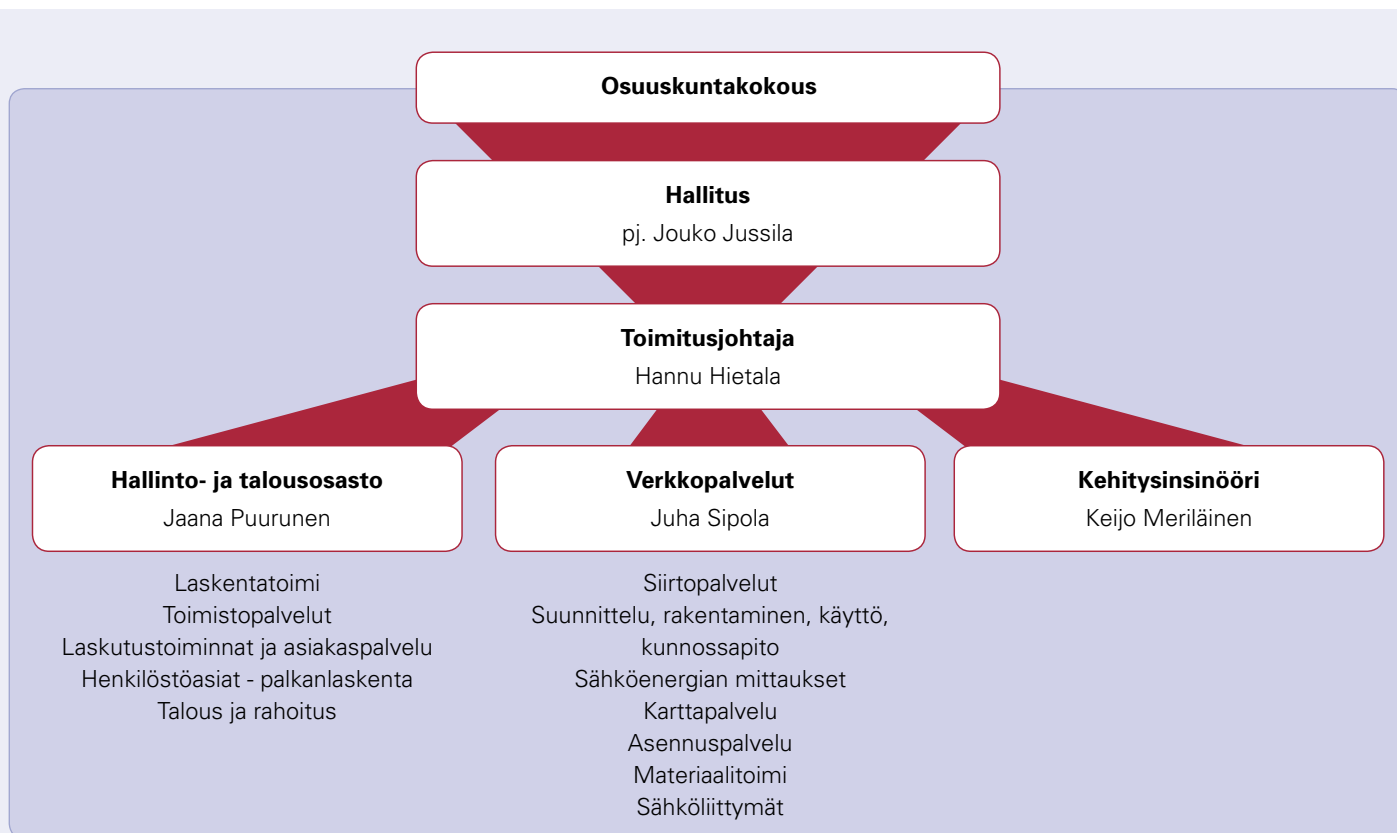 Osuuskuntakokous
Hallitus
pj. Jouko Jussila
Toimitusjohtaja
Hannu Hietala
Hallinto- ja talousosasto
Jaana Puurunen
Laskentatoimi
Toimistopalvelut
Laskutustoiminnat ja asiakaspalvelu
Henkilöstöasiat - palkanlaskenta
Talous ja rahoitus
Verkkopalvelut
Juha Sipola
Siirtopalvelut
Suunnittelu, rakentaminen, käyttö,
kunnossapito
Sähköenergian mittaukset
Karttapalvelu
Asennuspalvelu
Materiaalitoimi
Sähköliittymät
Kehitysinsinööri
Keijo Meriläinen